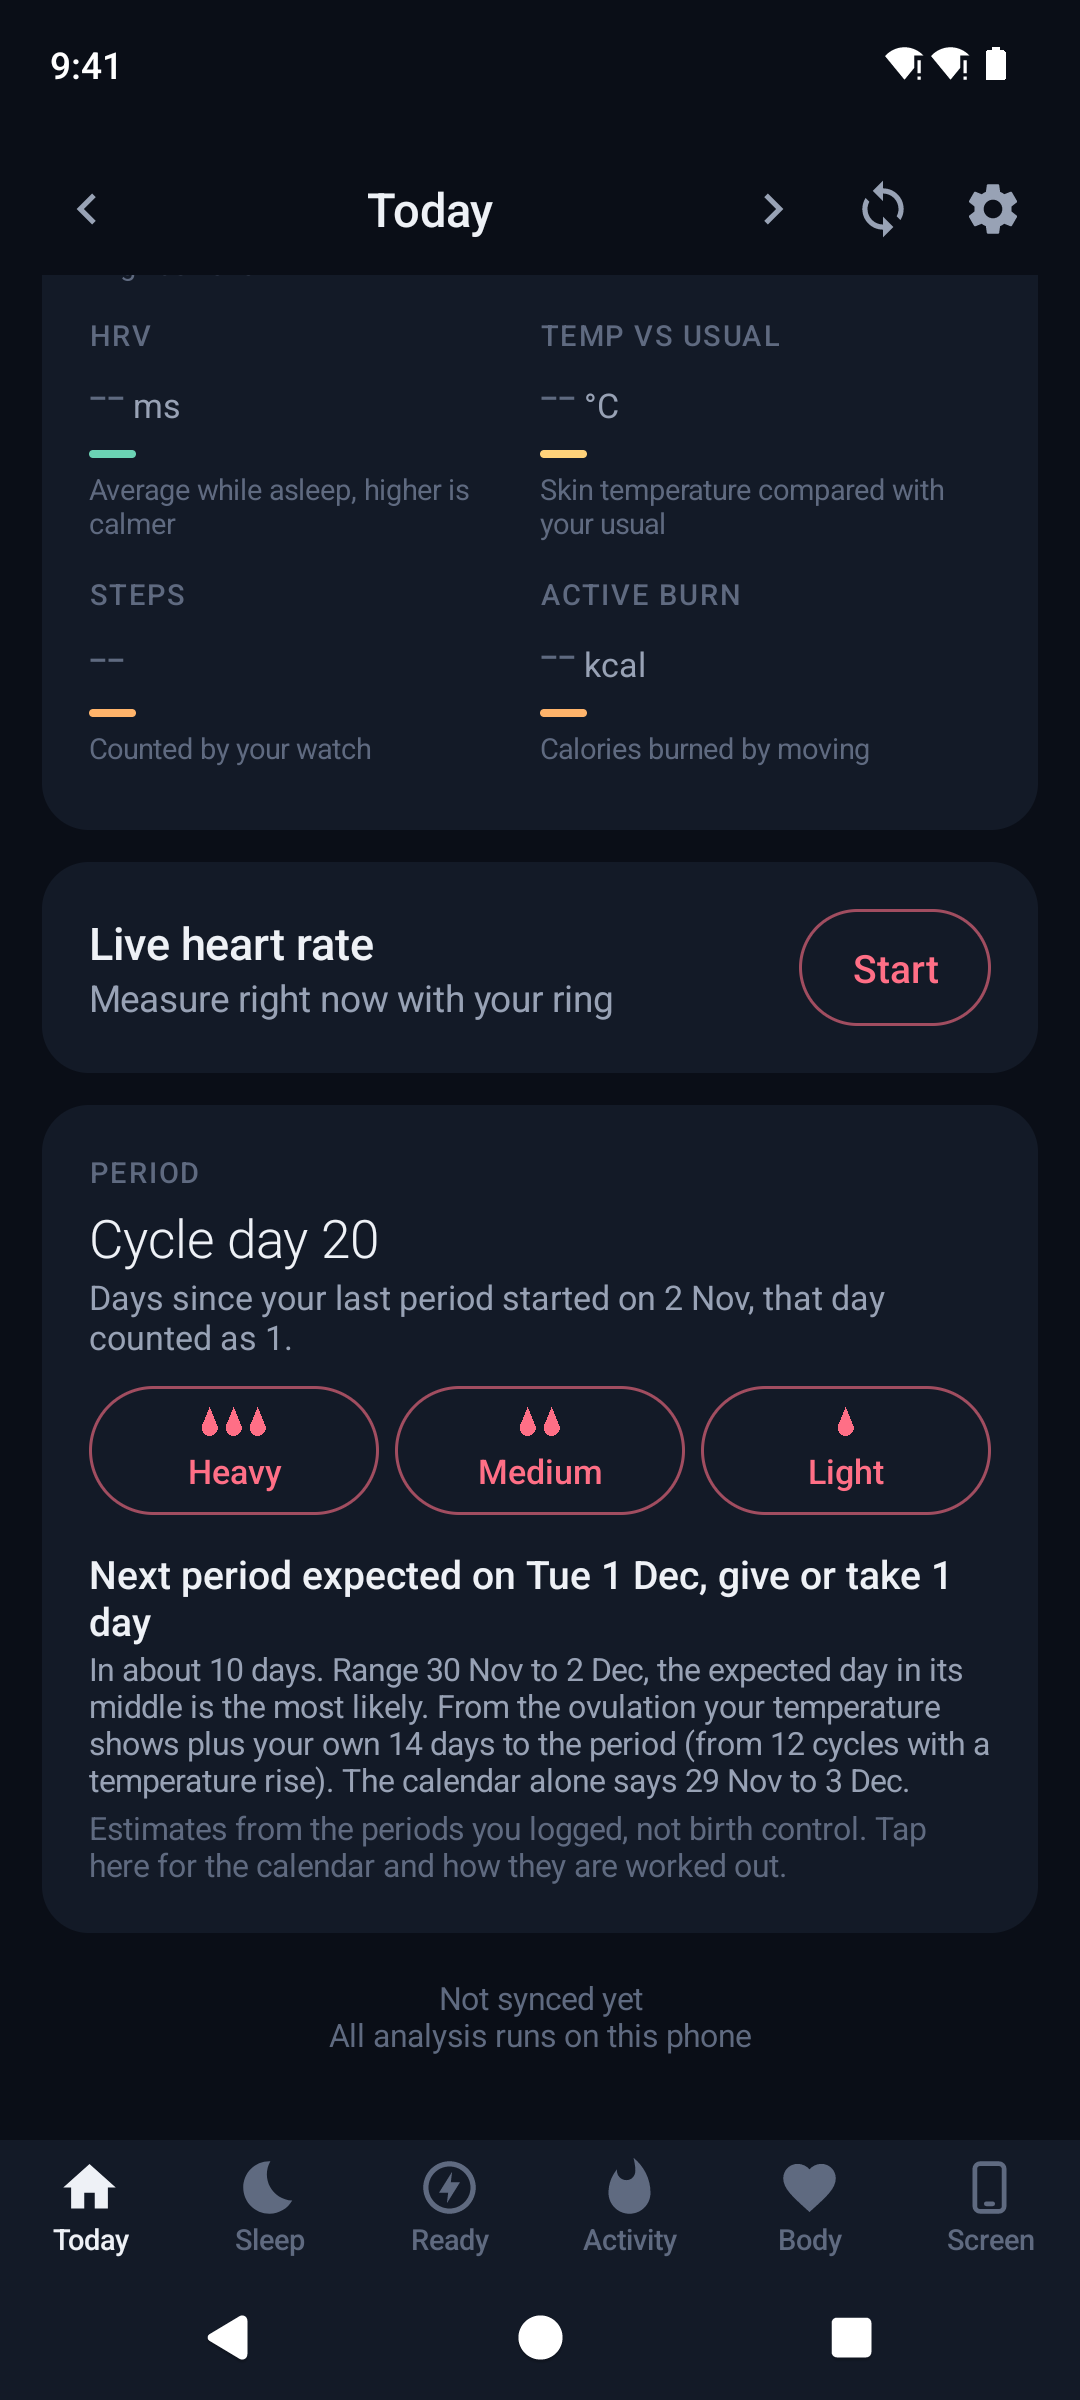 9:41
Today
HRV
TEMP VS USUAL
-- ms
-- °C
Average while asleep, higher is
calmer
Skin temperature compared with
your usual
STEPS
ACTIVE BURN
--
-- kcal
Counted by your watch
Calories burned by moving
Live heart rate
Measure right now with your ring
Start
PERIOD
Cycle day 20
Days since your last period started on 2 Nov, that day
counted as 1.
Heavy
Medium
Light
Next period expected on Tue 1 Dec, give or take 1
day
In about 10 days. Range 30 Nov to 2 Dec, the expected day in its
middle is the most likely. From the ovulation your temperature
shows plus your own 14 days to the period (from 12 cycles with a
temperature rise). The calendar alone says 29 Nov to 3 Dec.
Estimates from the periods you logged, not birth control. Tap
here for the calendar and how they are worked out.
Not synced yet
All analysis runs on this phone
Today
Sleep
Ready
Activity
Body
Screen